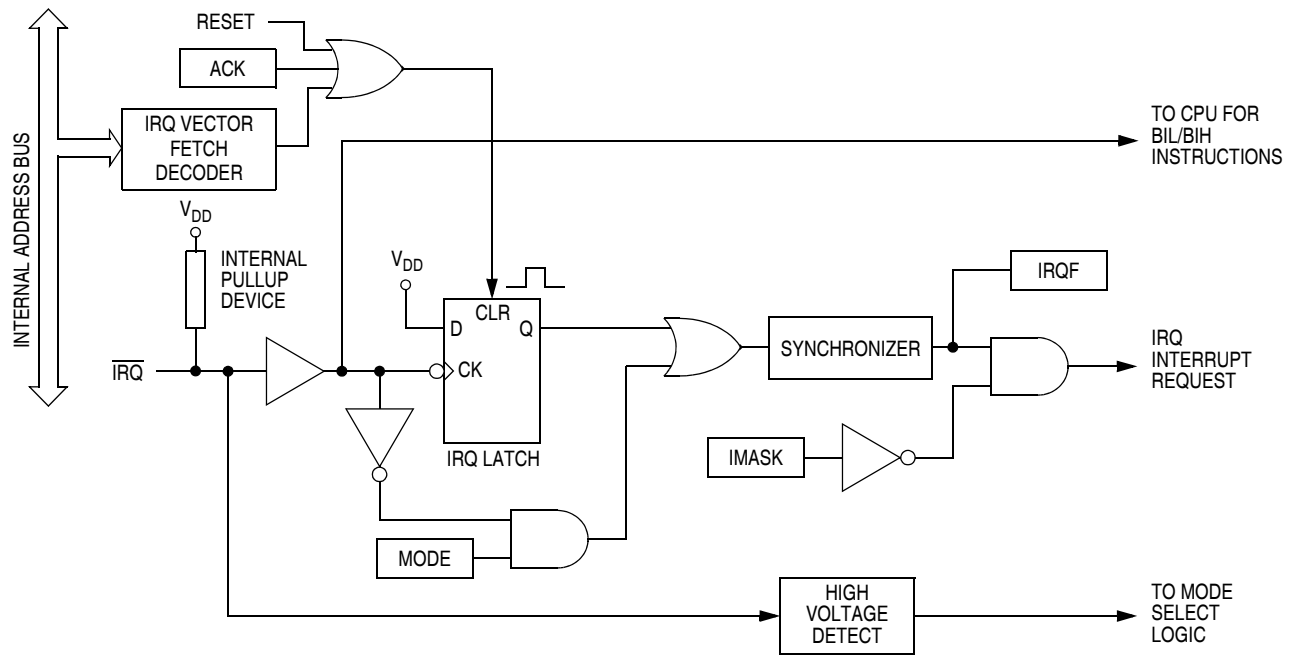 RESET
ACK
INTERNAL ADDRESS BUS
IRQ VECTOR
FETCH
DECODER
TO CPU FOR
BIL/BIH
INSTRUCTIONS
VDD
INTERNAL
PULLUP
DEVICE
VDD
CLR
D
Q
CK
IRQ LATCH
IRQ
SYNCHRONIZER
IRQF
IRQ
INTERRUPT
REQUEST
IMASK
MODE
HIGH
VOLTAGE
DETECT
TO MODE
SELECT
LOGIC